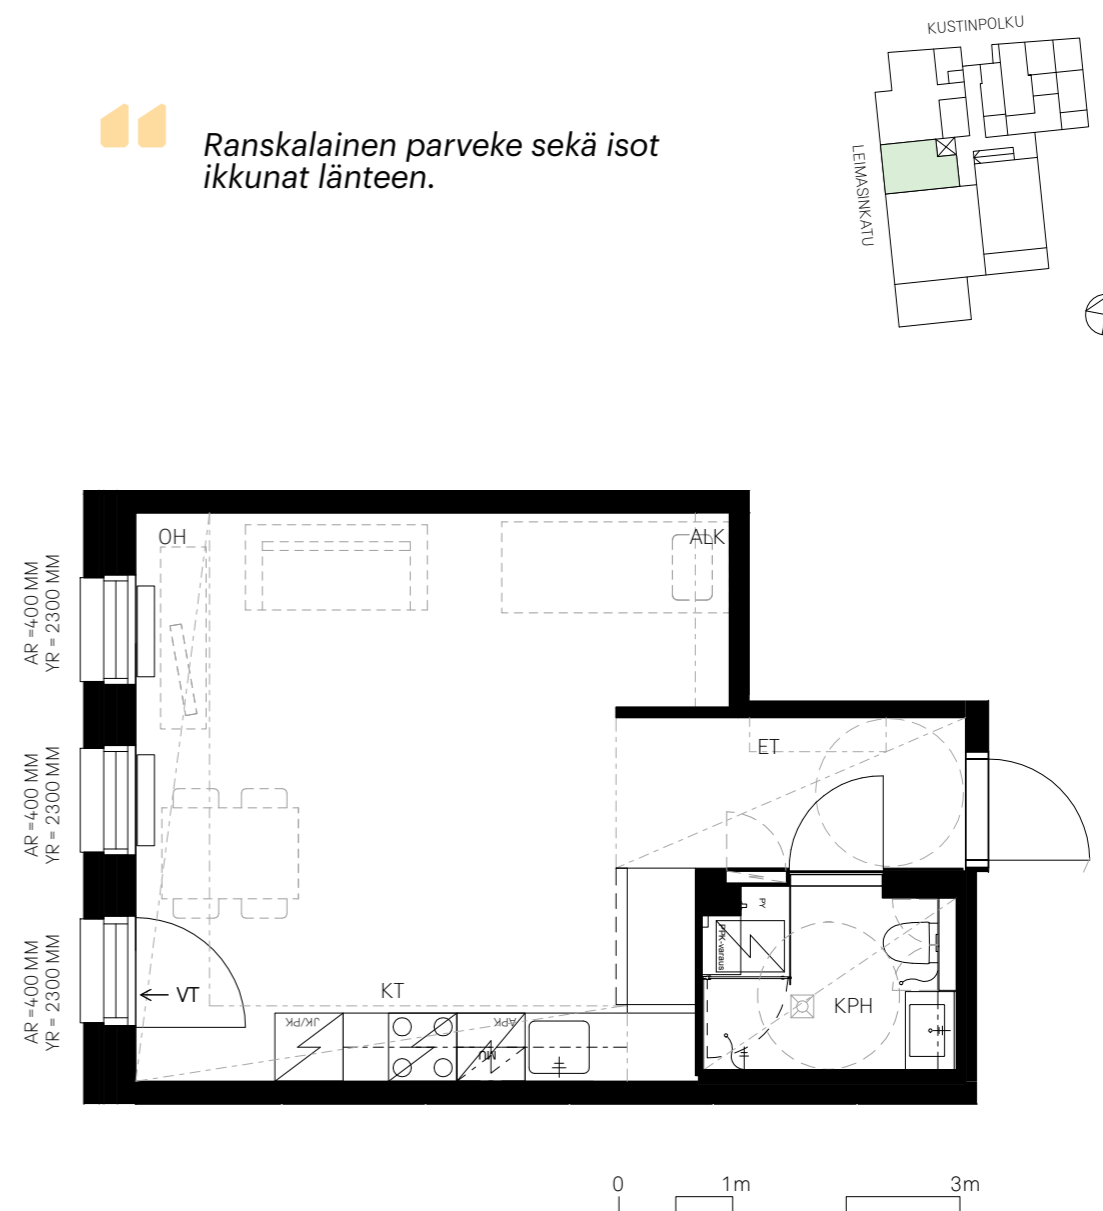 KUSTINPOLKU
Ranskalainen parveke sekä isot
ikkunat länteen.
LEIMASINKATU
OH
ALK
AR =400 MM
YR = 2300 MM
ET
AR =400 MM
YR = 2300 MM
PY
PPK-varaus
AR =400 MM
YR = 2300 MM
VT
KT
KPH
JK/PK
APK
MU
0 1m 3m